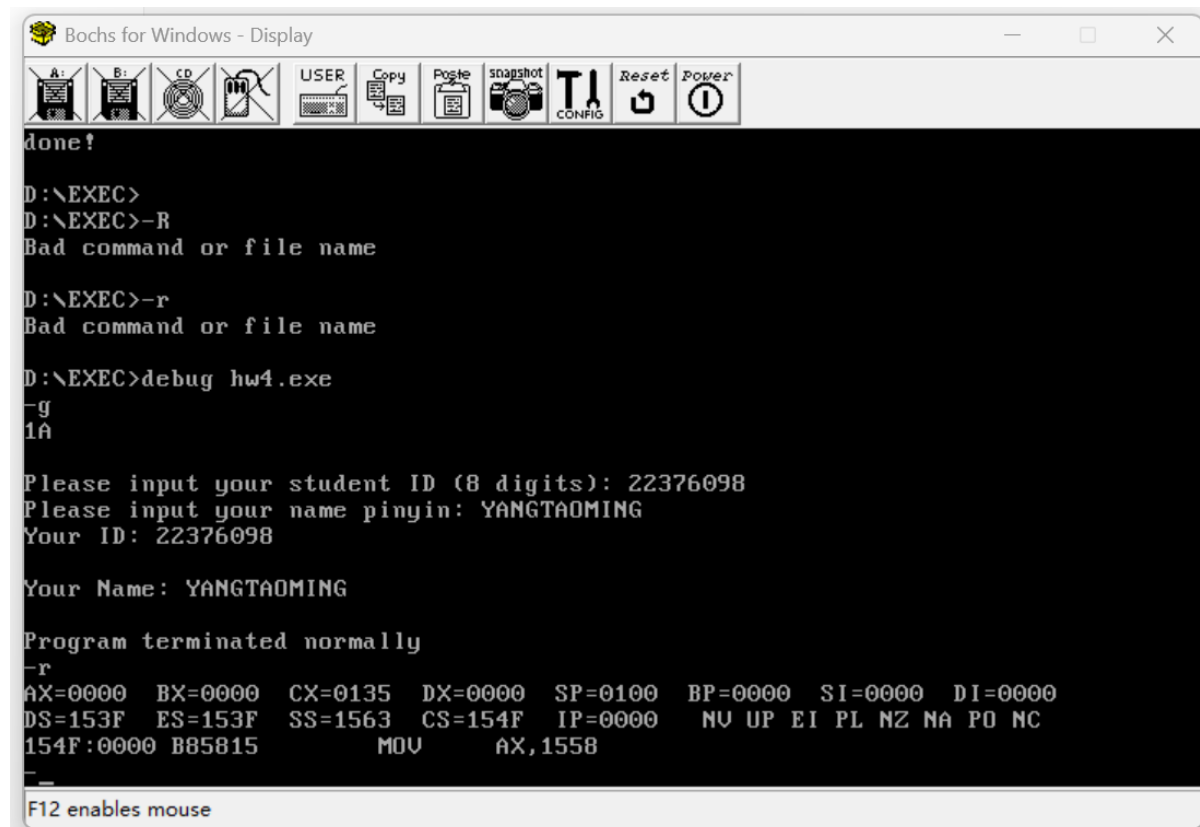 Bochs for Windows - Display
A: B: CD USER Copy Poste snapshot CONFIG Reset Power
done!
D:\EXEC>
D:\EXEC>-R
Bad command or file name
D:\EXEC>-r
Bad command or file name
D:\EXEC>debug hw4.exe
-g
1A
Please input your student ID (8 digits): 22376098
Please input your name pinyin: YANGTAOMING
Your ID: 22376098
Your Name: YANGTAOMING
Program terminated normally
-r
AX=0000 BX=0000 CX=0135 DX=0000 SP=0100 BP=0000 SI=0000 DI=0000
DS=153F ES=153F SS=1563 CS=154F IP=0000 NV UP EI PL NZ NA PO NC
154F:0000 B85815 MOV AX,1558
-_
F12 enables mouse